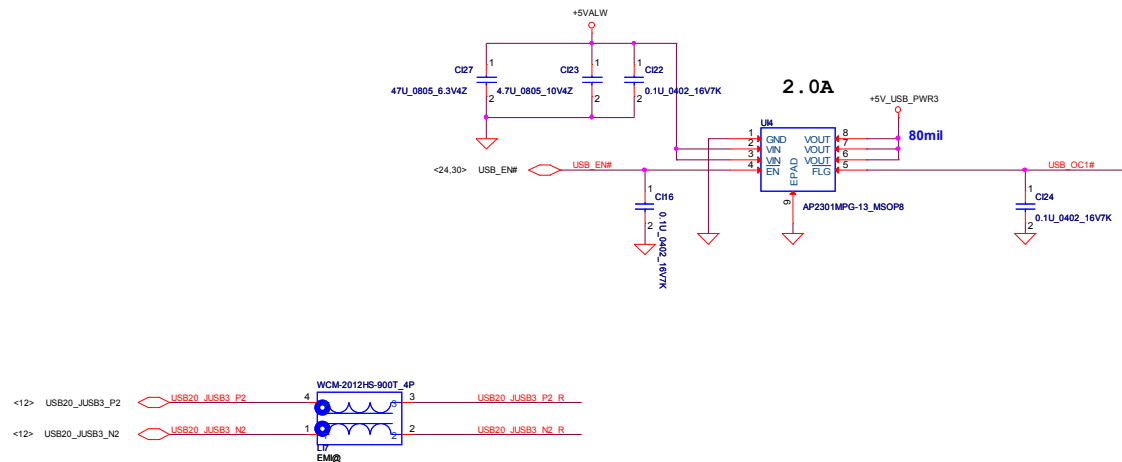 +5VALW
1
CI27
2
47U_0805_6.3V4Z
1
CI23
2
4.7U_0805_10V4Z
1
CI22
2
0.1U_0402_16V7K
2.0A
+5V_USB_PWR3
80mil
UI4
1 GND VOUT 8
2 VIN VOUT 7
3 VIN VOUT 6
4 EN FLG 5
EPAD
9
AP2301MPG-13_MSOP8
<24,30> USB_EN#
USB_EN#
USB_OC1#
1
CI16
2
0.1U_0402_16V7K
1
CI24
2
0.1U_0402_16V7K
WCM-2012HS-900T_4P
<12> USB20_JUSB3_P2
USB20_JUSB3_P2
4
3
3
USB20_JUSB3_P2_R
<12> USB20_JUSB3_N2
USB20_JUSB3_N2
1
2
2
USB20_JUSB3_N2_R
LI7
EMI@